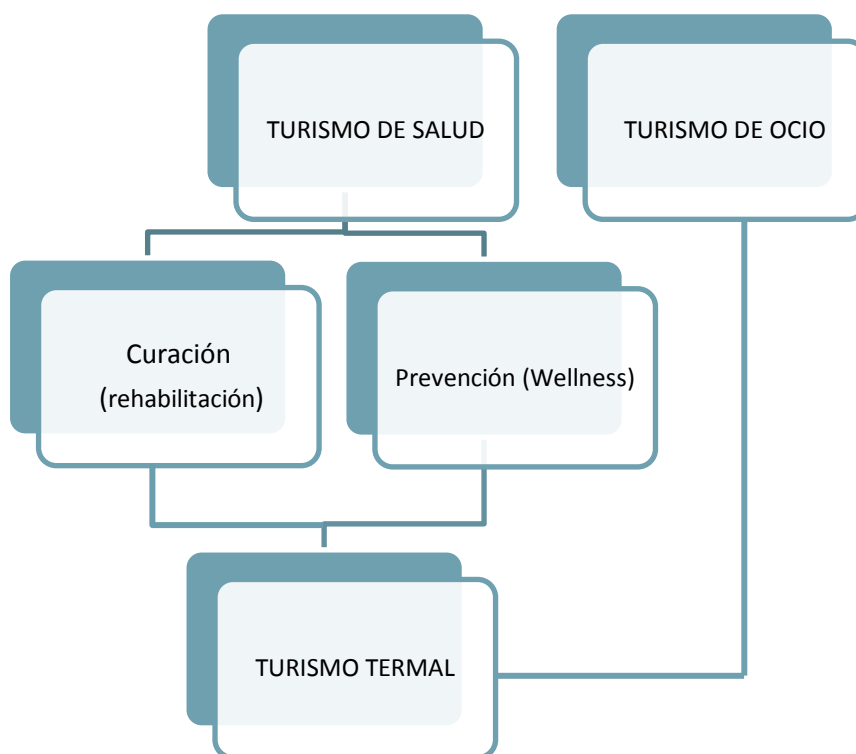 TURISMO DE SALUD
TURISMO DE OCIO
Curación
(rehabilitación)
Prevención (Wellness)
TURISMO TERMAL